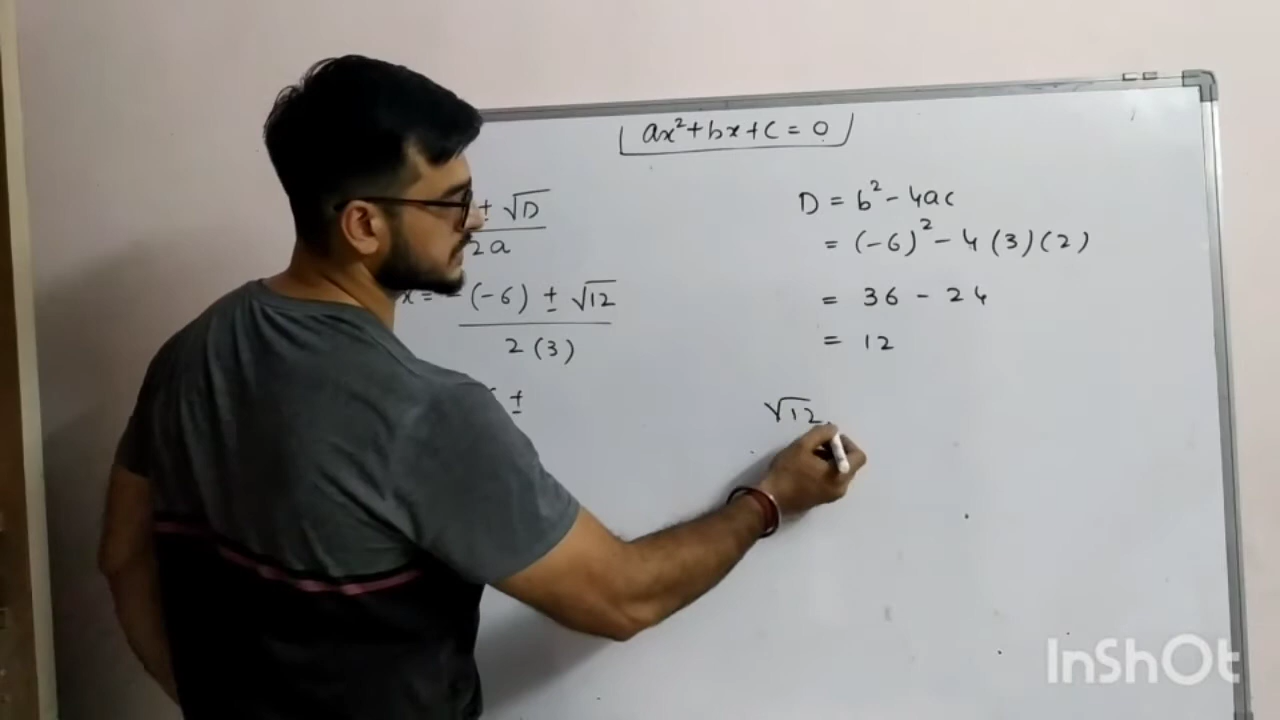 ax²+bx+c=0
± √D
2a
x = -(-6) ± √12
2(3)
±
D = b² - 4ac
= (-6)² - 4(3)(2)
= 36 - 24
= 12
√12
InShOt